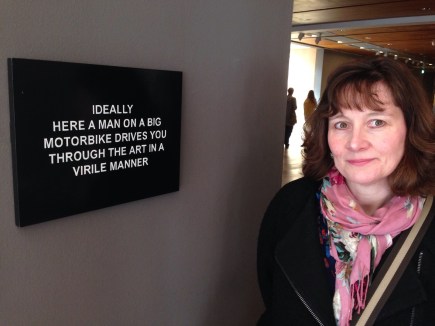 IDEALLY
HERE A MAN ON A BIG
MOTORBIKE DRIVES YOU
THROUGH THE ART IN A
VIRILE MANNER